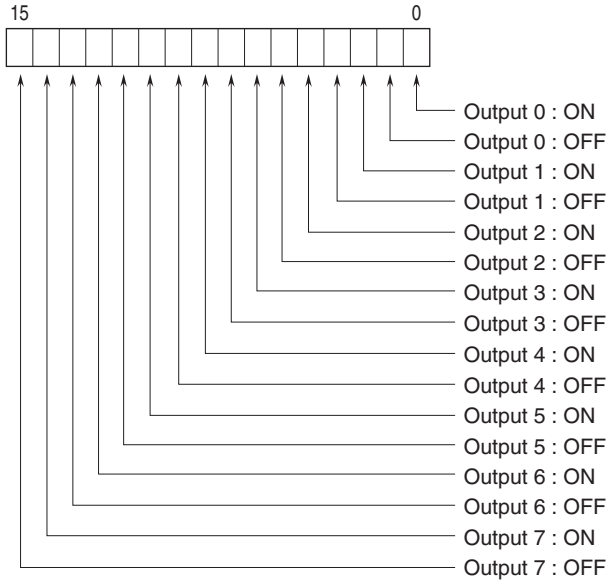 15 0
Output 0 : ON
Output 0 : OFF
Output 1 : ON
Output 1 : OFF
Output 2 : ON
Output 2 : OFF
Output 3 : ON
Output 3 : OFF
Output 4 : ON
Output 4 : OFF
Output 5 : ON
Output 5 : OFF
Output 6 : ON
Output 6 : OFF
Output 7 : ON
Output 7 : OFF